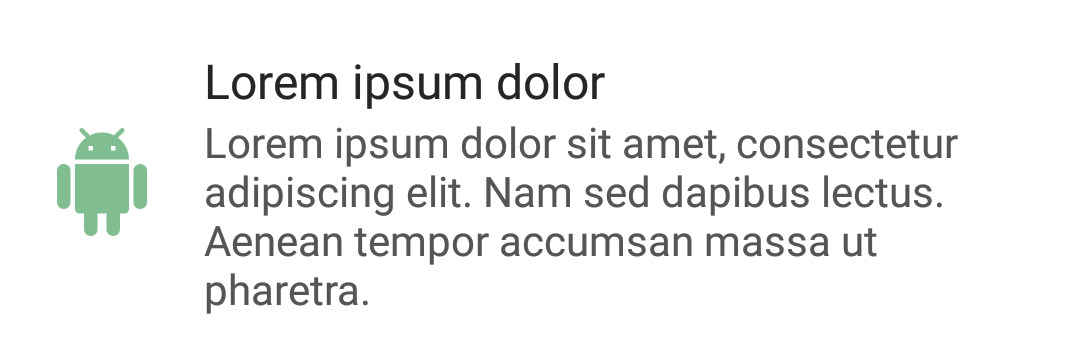 Lorem ipsum dolor
Lorem ipsum dolor sit amet, consectetur
adipiscing elit. Nam sed dapibus lectus.
Aenean tempor accumsan massa ut
pharetra.